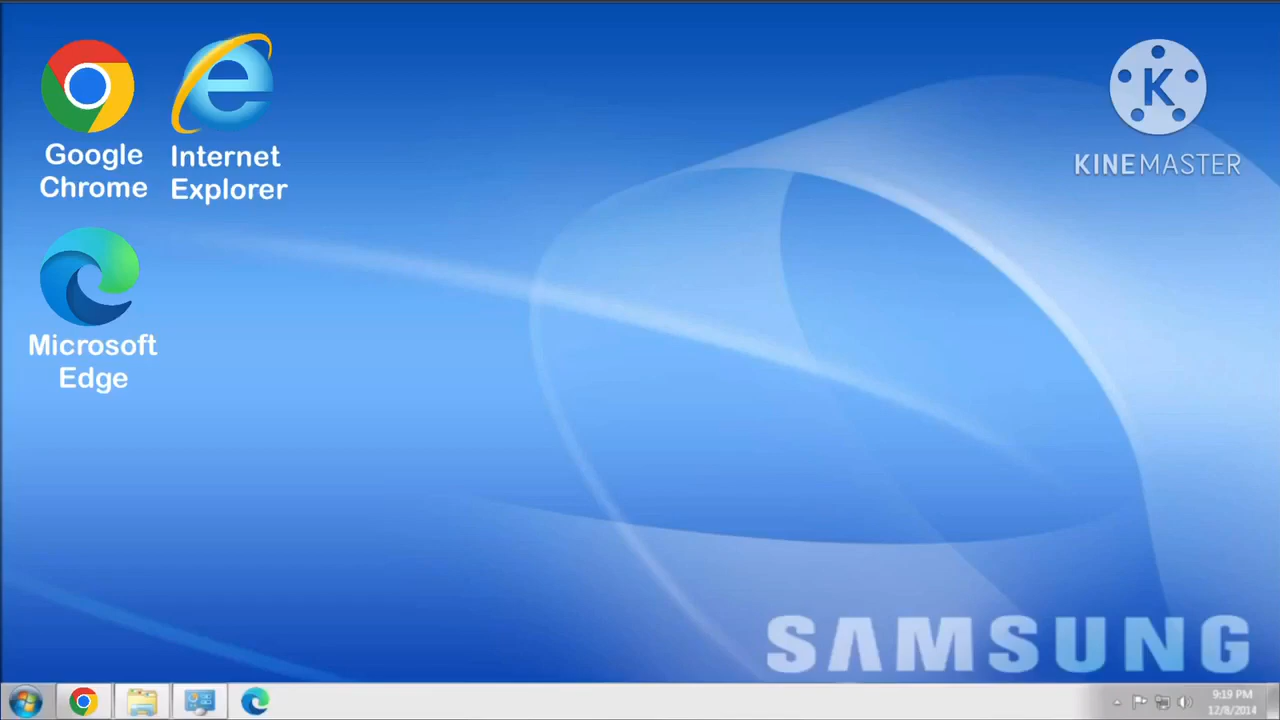 Google
Chrome
Internet
Explorer
Microsoft
Edge
K
KINEMASTER
SAMSUNG
9:19 PM
12/8/2014